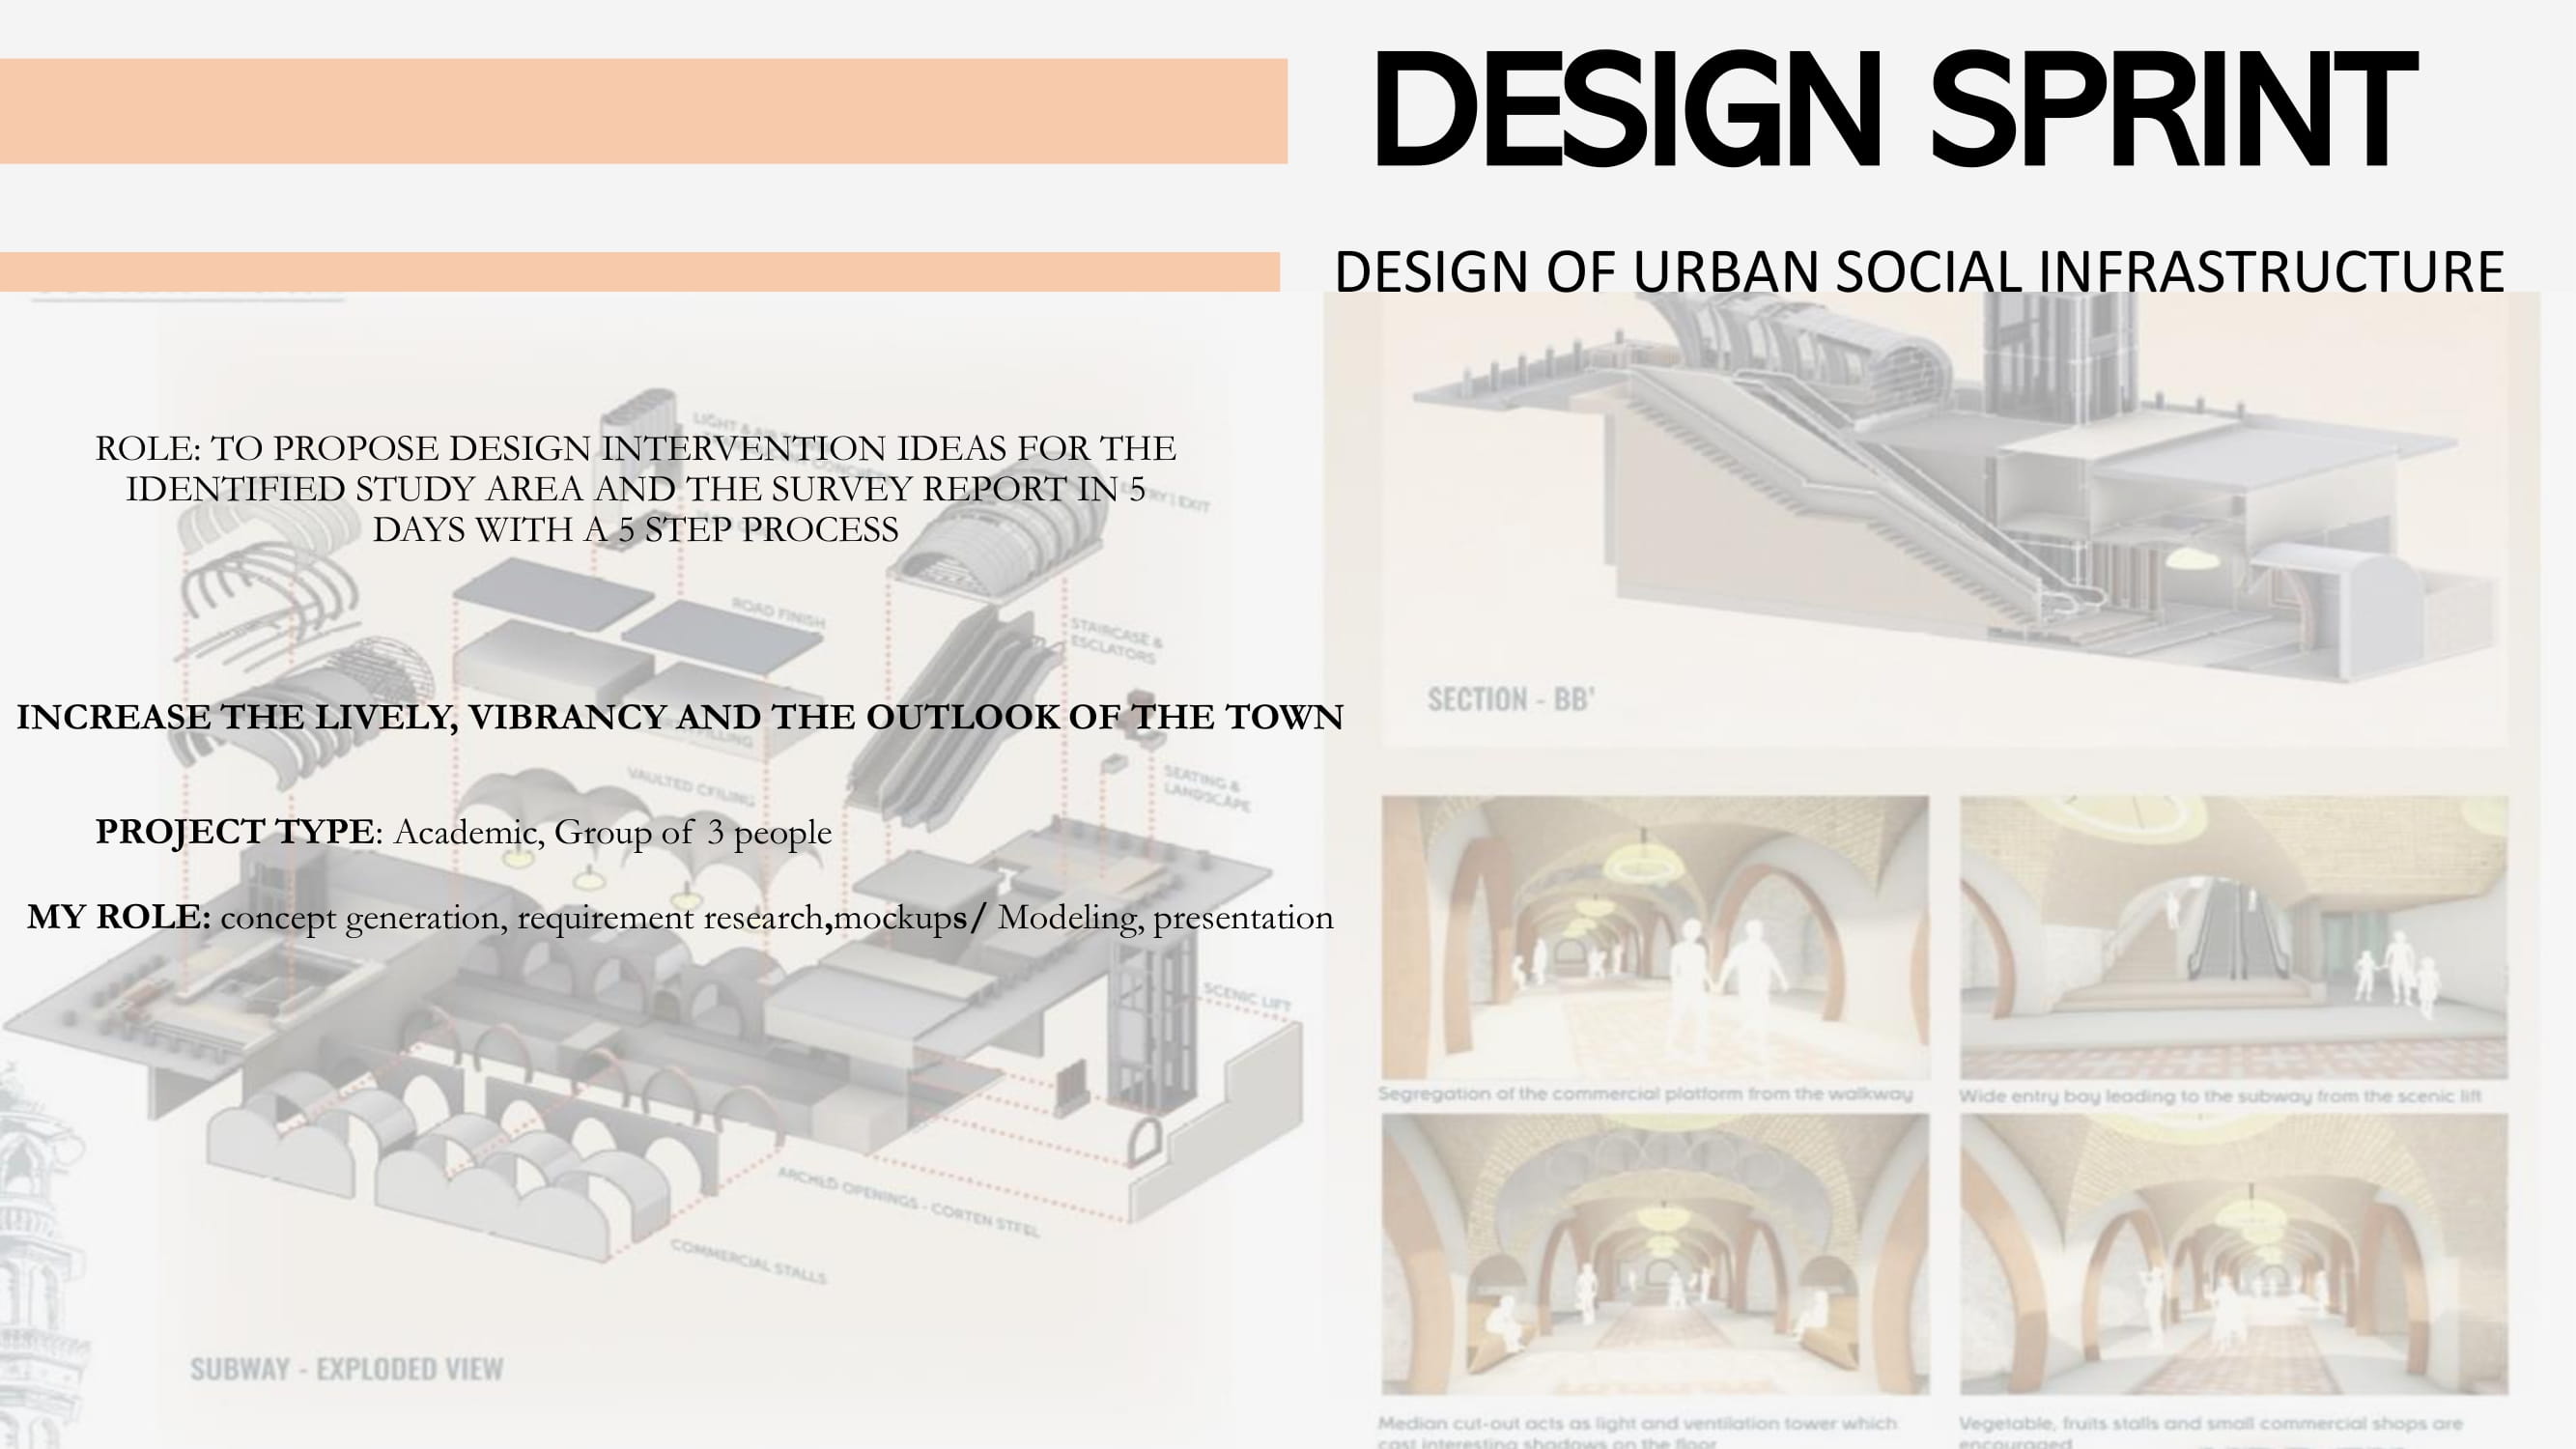 DESIGN SPRINT
DESIGN OF URBAN SOCIAL INFRASTRUCTURE
ROLE: TO PROPOSE DESIGN INTERVENTION IDEAS FOR THE
IDENTIFIED STUDY AREA AND THE SURVEY REPORT IN 5
DAYS WITH A 5 STEP PROCESS
INCREASE THE LIVELY, VIBRANCY AND THE OUTLOOK OF THE TOWN
PROJECT TYPE: Academic, Group of 3 people
MY ROLE: concept generation, requirement research,mockups/ Modeling, presentation
LIGHT &
ENTRY | EXIT
ROAD FINISH
STAIRCASE &
ESCLATORS
VAULTED CEILING
SEATING &
LANDSCAPE
SCENIC LIFT
ARCHED OPENINGS - CORTEN STEEL
COMMERCIAL STALLS
SUBWAY - EXPLODED VIEW
SECTION - BB'
Segregation of the commercial platform from the walkway
Wide entry bay leading to the subway from the scenic lift
Median cut-out acts as light and ventilation tower which
cast interesting shadows on the floor
Vegetable, fruits stalls and small commercial shops are
encouraged